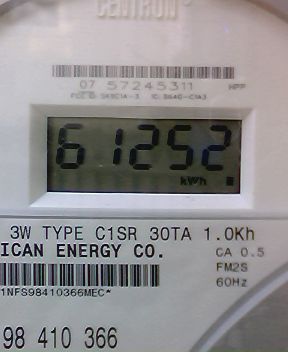 CENTRON
07 57245311 HPF
61252
kWh
3W TYPE C1SR 30TA 1.0Kh
ICAN ENERGY CO. CA 0.5
FM2S
60Hz
1NFS98410366MEC*
98 410 366